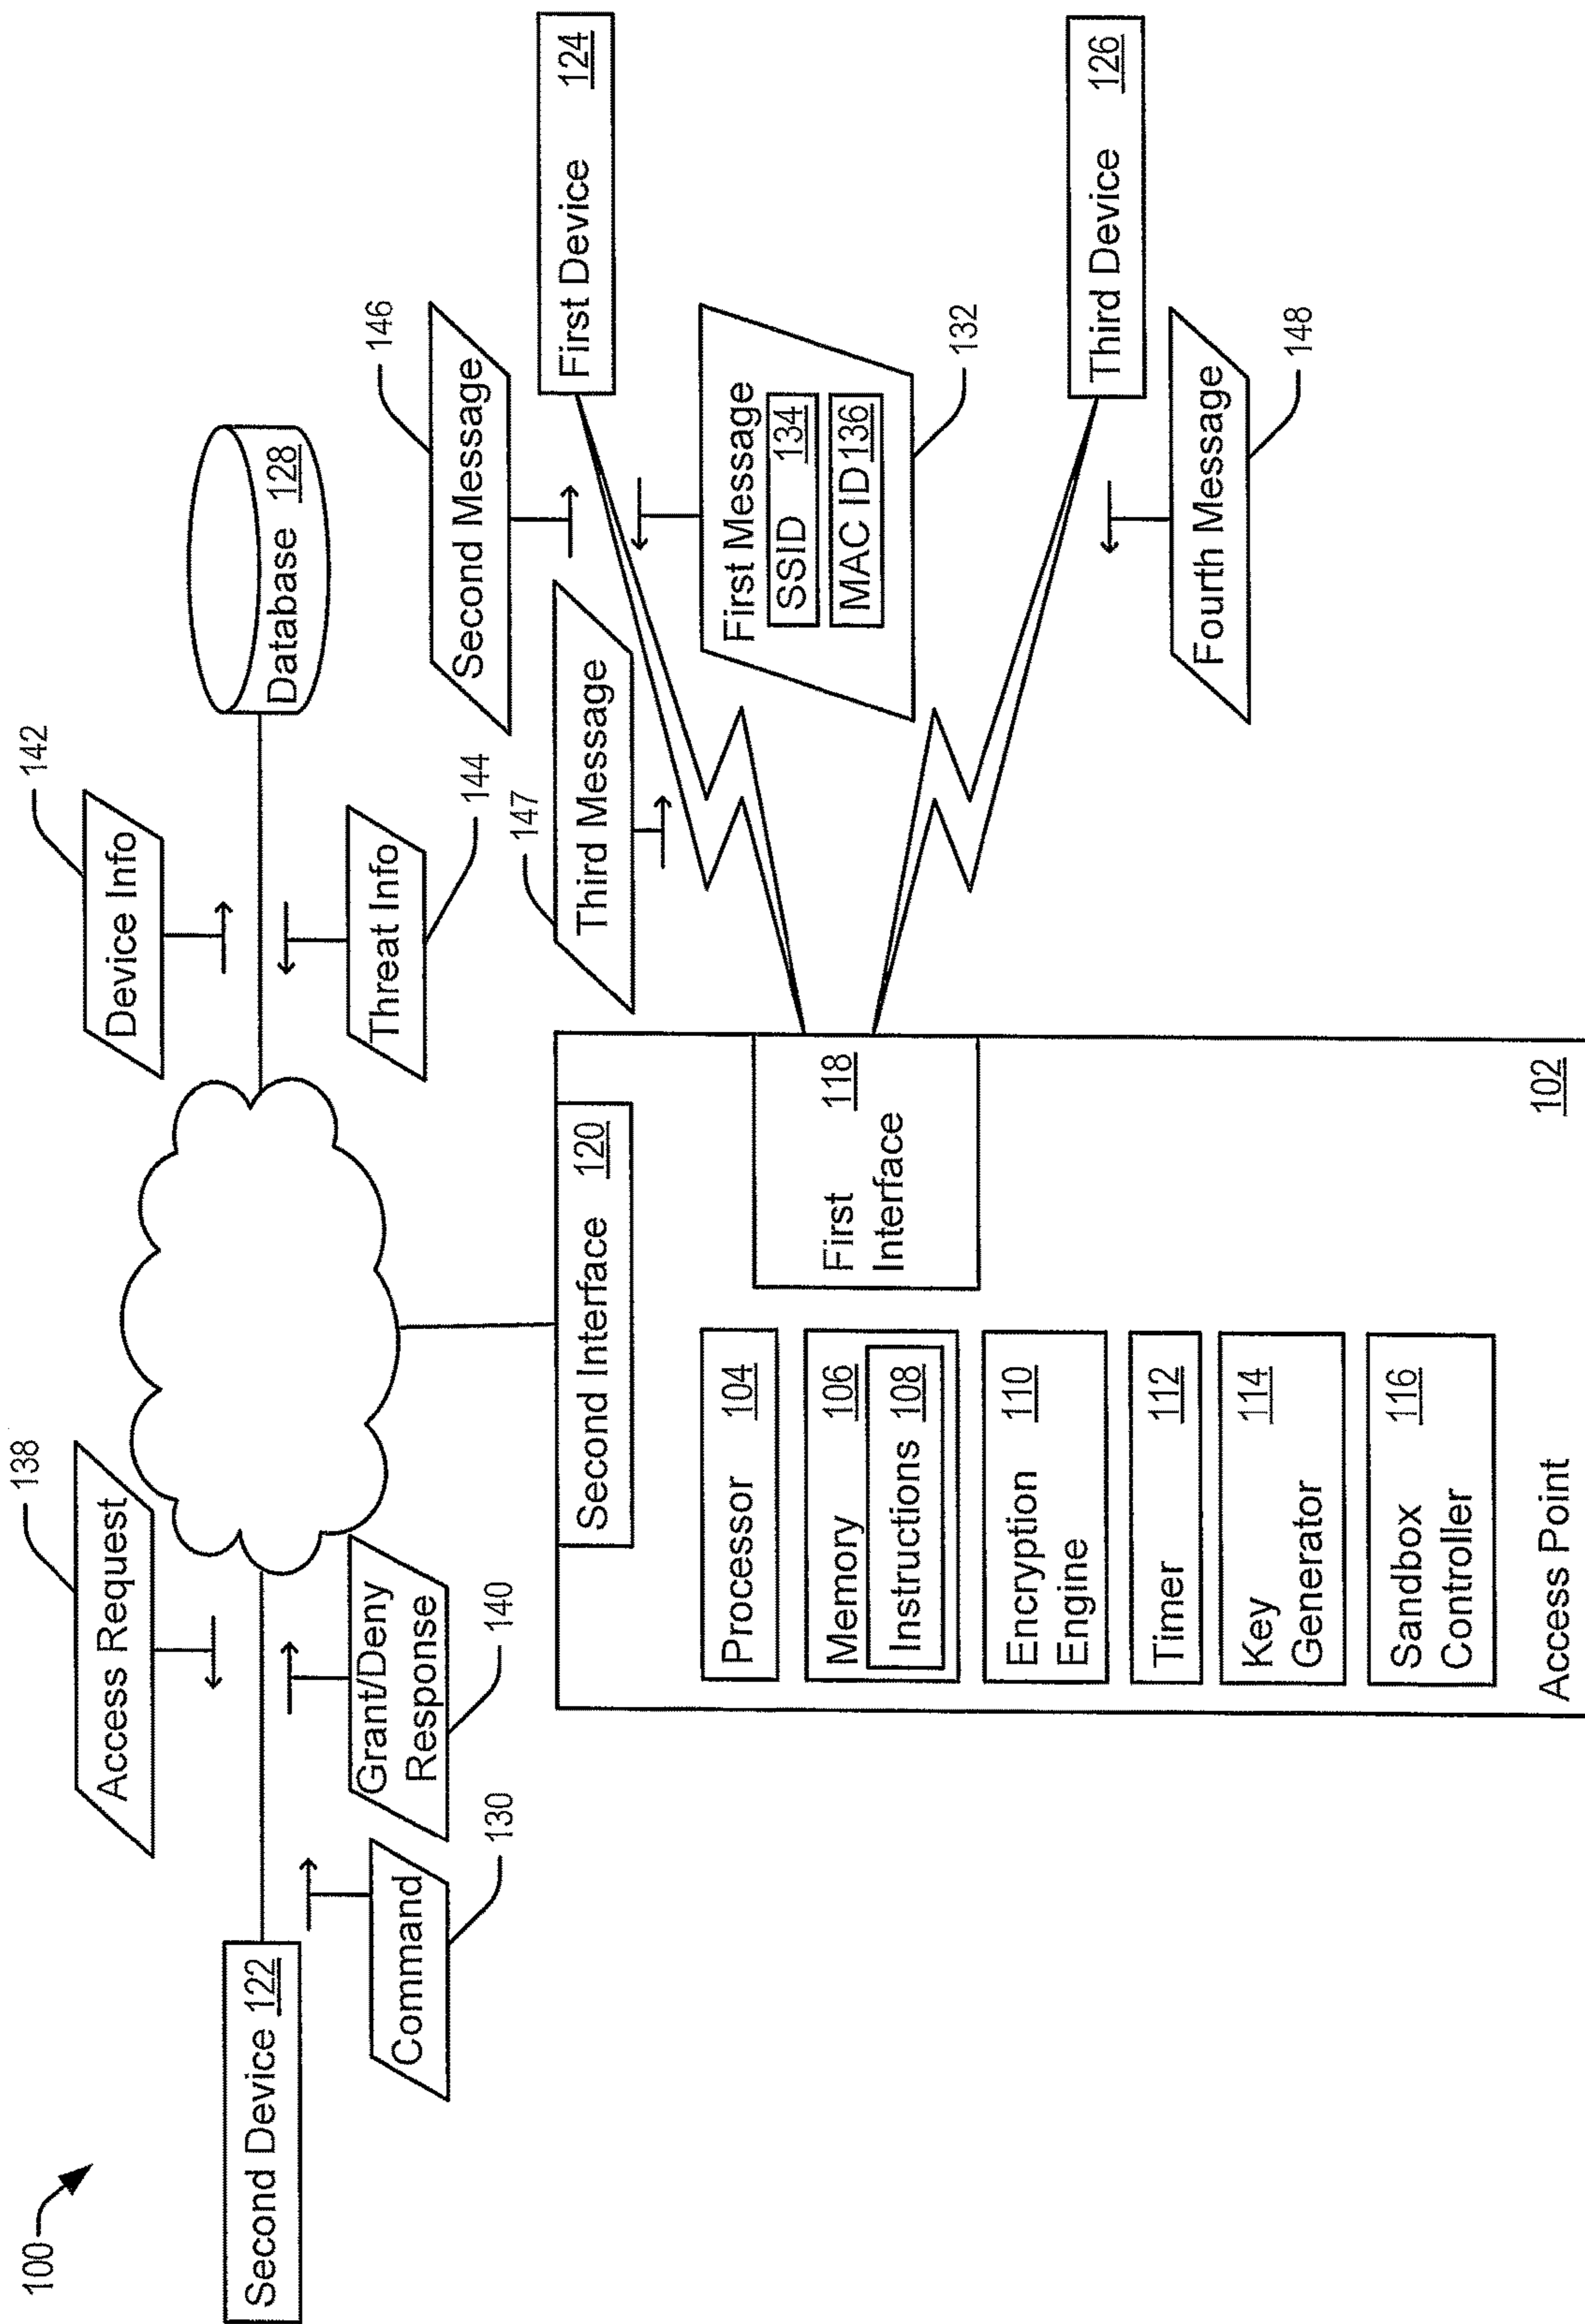 100
138
Access Request
142
Device Info
Second Device 122
Database 128
Grant/Deny
Response
140
Command
130
Threat Info
144
146
Second Message
147
Third Message
First Device 124
First Message
SSID 134
MAC ID 136
132
Third Device 126
Fourth Message
148
Second Interface 120
First
Interface
118
Processor 104
Memory 106
Instructions 108
Encryption
Engine
110
Timer 112
Key
Generator
114
Sandbox
Controller
116
Access Point 102